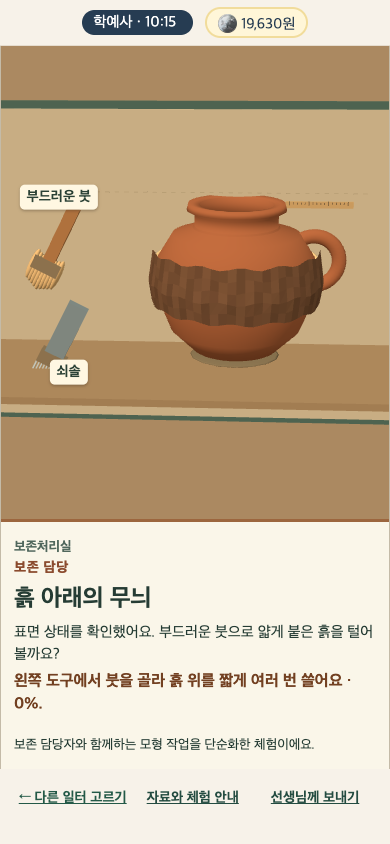 학예사 · 10:15
19,630원
부드러운 붓
쇠솔
보존처리실
보존 담당
흙 아래의 무늬
표면 상태를 확인했어요. 부드러운 붓으로 얇게 붙은 흙을 털어
볼까요?
왼쪽 도구에서 붓을 골라 흙 위를 짧게 여러 번 쓸어요 ·
0%.
보존 담당자와 함께하는 모형 작업을 단순화한 체험이에요.
← 다른 일터 고르기 자료와 체험 안내 선생님께 보내기